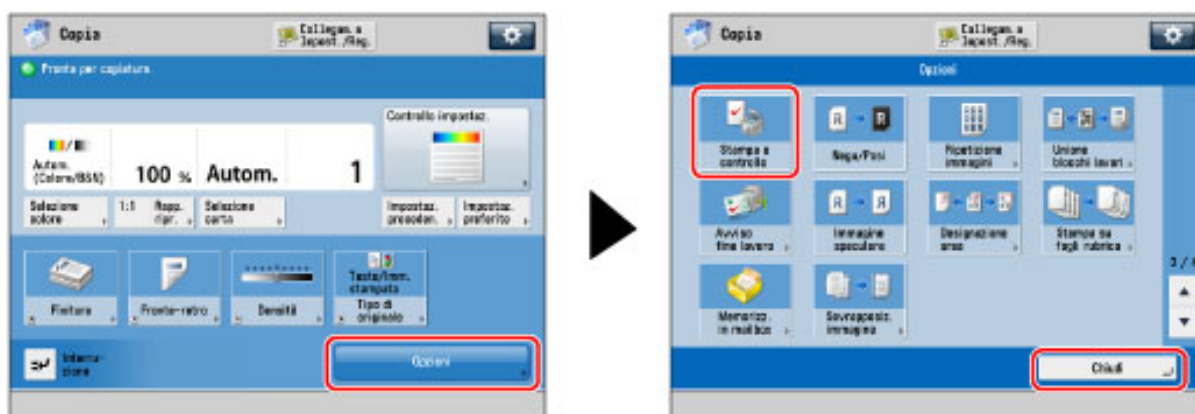 Copia
Collegam. a
Impost./Reg.
Pronta per copiatura.
Controllo impostaz.
Autom.
(Colore/B&N)
100 %
Autom.
1
Selezione
colore
1:1
Rapp.
ripr.
Selezione
carta
Impostaz.
preceden.
Impostaz.
preferite
Finitura
Fronte-retro
Densità
Testo/Imm.
stampata
Tipo di
originale
Interru-
zione
Opzioni
Copia
Collegam. a
Impost./Reg.
Opzioni
Stampa e
controllo
Nega/Posi
Ripetizione
immagini
Unione
blocchi lavori
Avviso
fine lavoro
Immagine
speculare
Designazione
area
Stampa su
fogli rubrica
Memorizz.
in mailbox
Sovrapposiz.
immagine
3/4
Chiudi